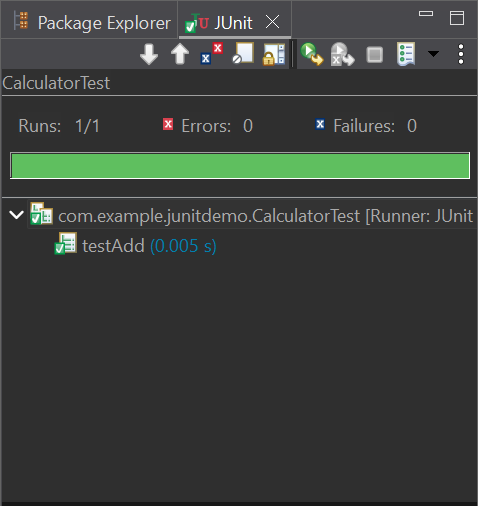 Package Explorer JUnit
CalculatorTest
Runs: 1/1 Errors: 0 Failures: 0
com.example.junitdemo.CalculatorTest [Runner: JUnit
testAdd (0.005 s)